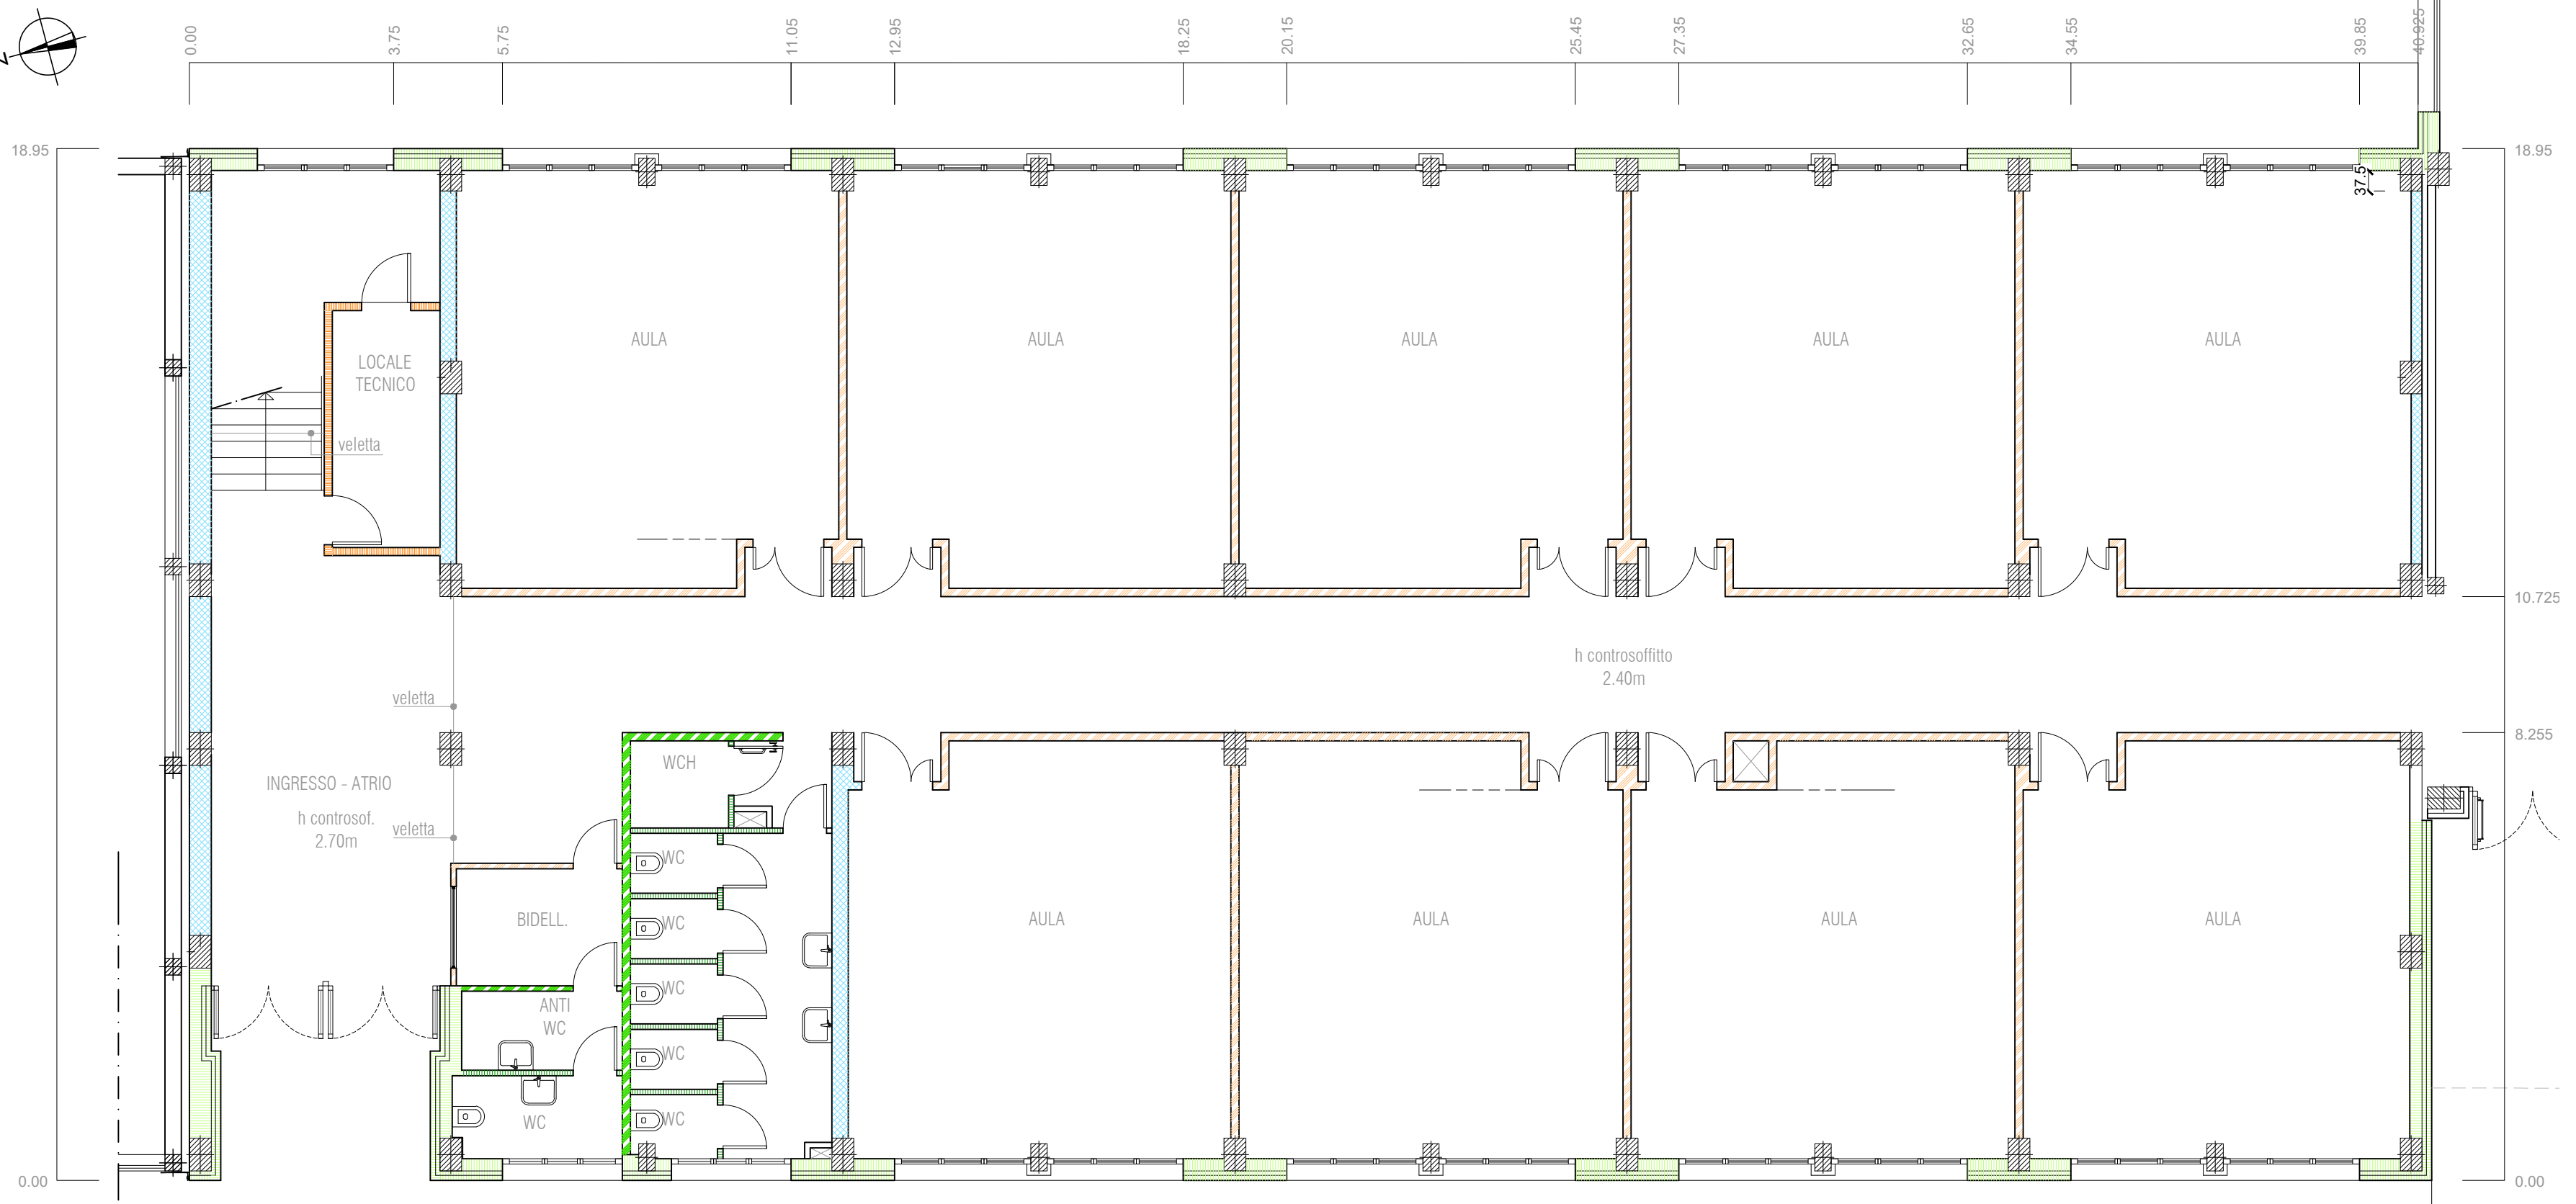 0.00
3.75
5.75
11.05
12.95
18.25
20.15
25.45
27.35
32.65
34.55
39.85
40.925
18.95
18.95
37.5
AULA
AULA
AULA
AULA
AULA
LOCALE
TECNICO
veletta
10.725
h controsoffitto
2.40m
veletta
8.255
WCH
INGRESSO - ATRIO
h controsof.
2.70m
veletta
WC
BIDELL.
WC
AULA
AULA
AULA
AULA
WC
ANTI
WC
WC
WC
WC
0.00
0.00